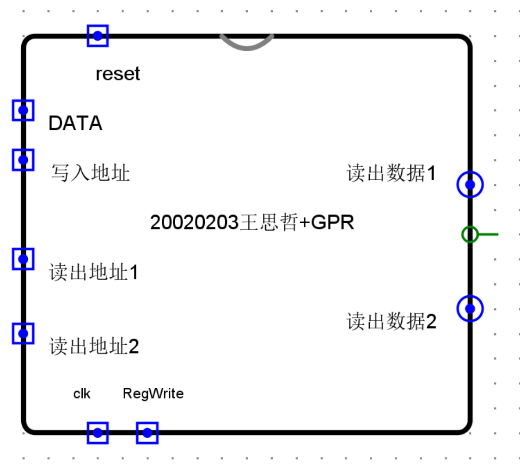 reset
DATA
写入地址
读出数据1
20020203王思哲+GPR
读出地址1
读出数据2
读出地址2
clk
RegWrite